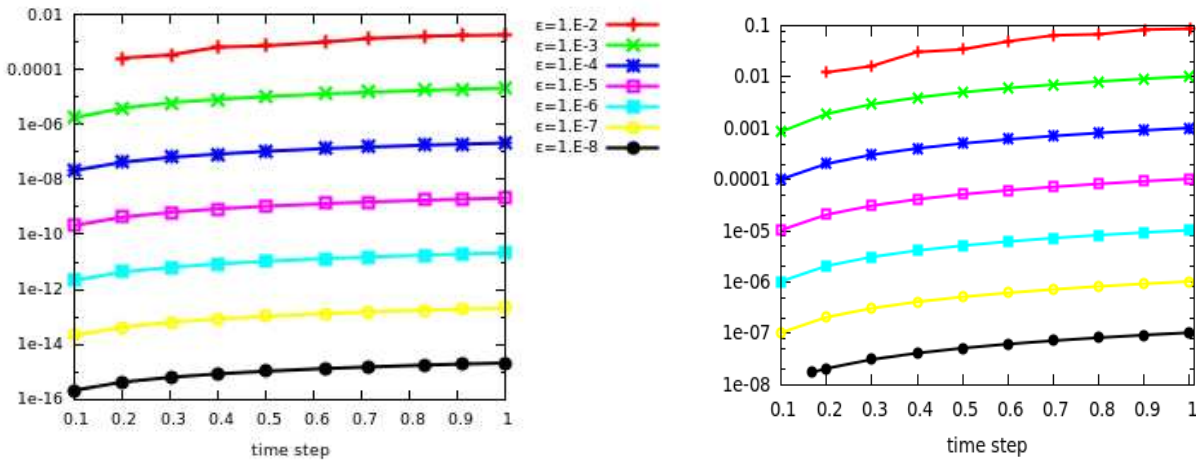 0.01
0.0001
1e-06
1e-08
1e-10
1e-12
1e-14
1e-16
0.1 0.2 0.3 0.4 0.5 0.6 0.7 0.8 0.9 1
time step
ε=1.E-2
ε=1.E-3
ε=1.E-4
ε=1.E-5
ε=1.E-6
ε=1.E-7
ε=1.E-8
0.1
0.01
0.001
0.0001
1e-05
1e-06
1e-07
1e-08
0.1 0.2 0.3 0.4 0.5 0.6 0.7 0.8 0.9 1
time step